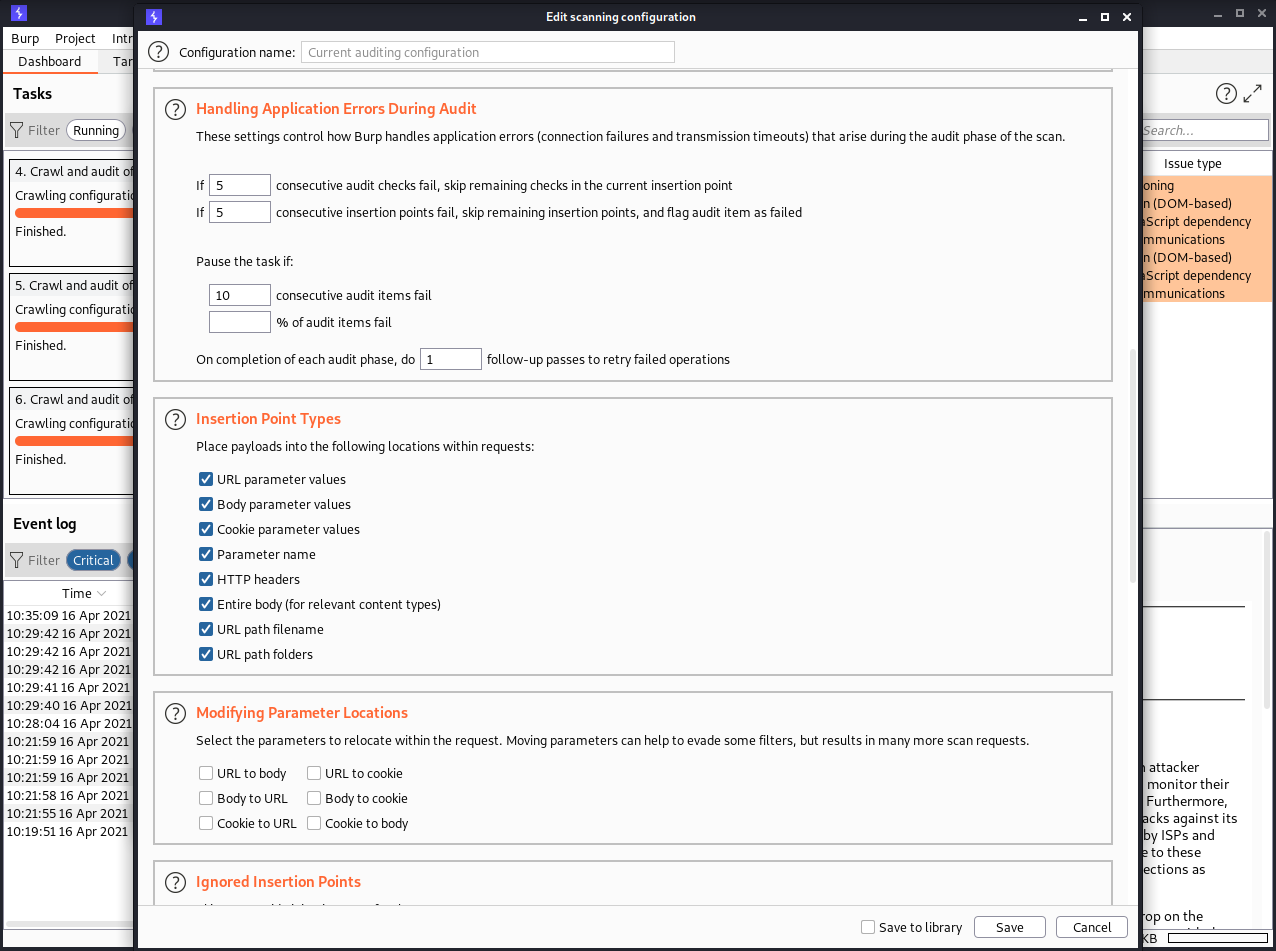 Edit scanning configuration
Burp Project Intr
Dashboard Tar
Configuration name: Current auditing configuration
Tasks
Filter Running
Search...
4. Crawl and audit of
Crawling configuratio
Finished.
5. Crawl and audit of
Crawling configuratio
Finished.
6. Crawl and audit of
Crawling configuratio
Finished.
Event log
Filter Critical
Time
10:35:09 16 Apr 2021
10:29:42 16 Apr 2021
10:29:42 16 Apr 2021
10:29:42 16 Apr 2021
10:29:41 16 Apr 2021
10:29:40 16 Apr 2021
10:28:04 16 Apr 2021
10:21:59 16 Apr 2021
10:21:59 16 Apr 2021
10:21:59 16 Apr 2021
10:21:58 16 Apr 2021
10:21:55 16 Apr 2021
10:19:51 16 Apr 2021
Handling Application Errors During Audit
These settings control how Burp handles application errors (connection failures and transmission timeouts) that arise during the audit phase of the scan.
If 5 consecutive audit checks fail, skip remaining checks in the current insertion point
If 5 consecutive insertion points fail, skip remaining insertion points, and flag audit item as failed
Pause the task if:
10 consecutive audit items fail
% of audit items fail
On completion of each audit phase, do 1 follow-up passes to retry failed operations
Insertion Point Types
Place payloads into the following locations within requests:
URL parameter values
Body parameter values
Cookie parameter values
Parameter name
HTTP headers
Entire body (for relevant content types)
URL path filename
URL path folders
Modifying Parameter Locations
Select the parameters to relocate within the request. Moving parameters can help to evade some filters, but results in many more scan requests.
URL to body URL to cookie
Body to URL Body to cookie
Cookie to URL Cookie to body
Ignored Insertion Points
Save to library Save Cancel
Issue type
oning
n (DOM-based)
aScript dependency
mmunications
n (DOM-based)
aScript dependency
mmunications
n attacker
monitor their
Furthermore,
acks against its
by ISPs and
e to these
ections as
rop on the
KB